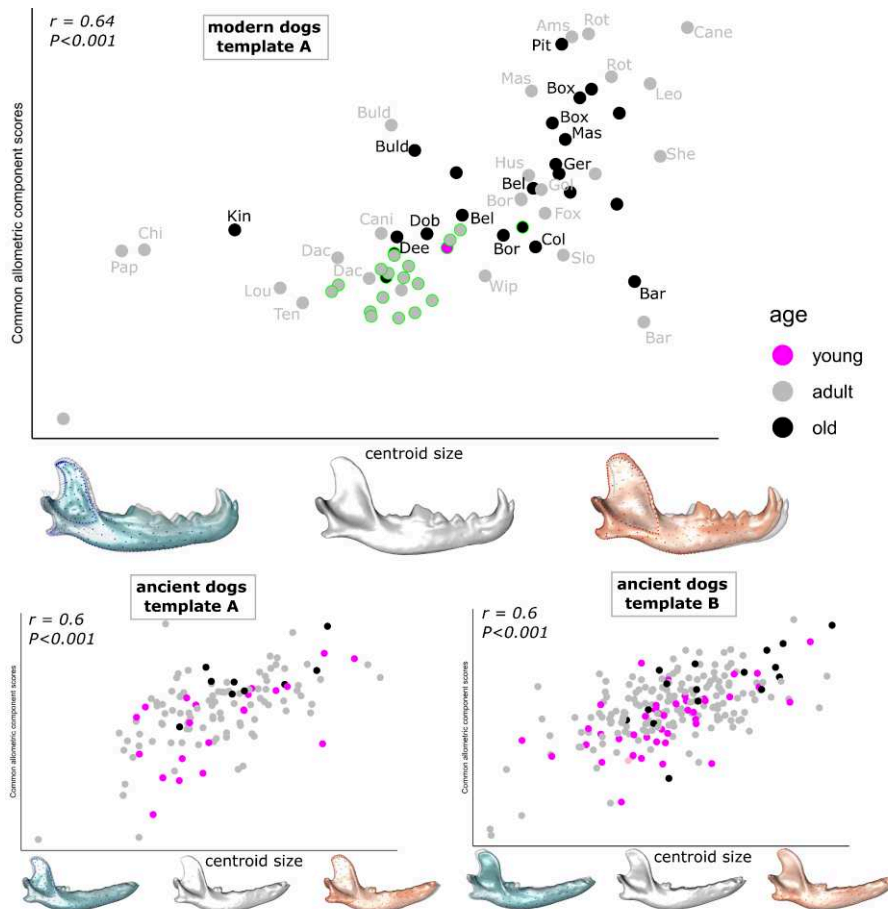 r = 0.64
P<0.001
modern dogs
template A
Common allometric component scores
Ams
Rot
Cane
Pit
Rot
Mas
Box
Leo
Buld
Box
Mas
Buld
She
Hus
Ger
Bel
Gol
Bor
Fox
Kin
Chi
Cani
Dob
Bel
Pap
Dee
Bor
Col
Slo
Dac
Lou
Dac
Wip
Bar
Ten
Bar
age
young
adult
old
centroid size
ancient dogs
template A
r = 0.6
P<0.001
Common allometric component scores
centroid size
ancient dogs
template B
r = 0.6
P<0.001
Common allometric component scores
centroid size